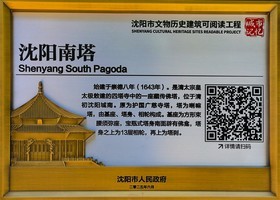 沈阳市文物历史建筑可阅读工程
SHENYANG CULTURAL HERITAGE SITES READABLE PROJECT
城市记忆
沈阳南塔
Shenyang South Pagoda
始建于崇德八年（1643年），是清太宗皇
太极敕建的四塔寺中的一座藏传佛塔，位于清
初沈阳城南。原为护国广慈寺塔，塔为喇嘛
塔，由基座、塔身、相轮构成。基座为方形束
腰须弥座，宝瓶式塔身南面辟有佛龛。塔
身之上为13层相轮，再上为塔刹。
详情请扫码
沈阳市人民政府